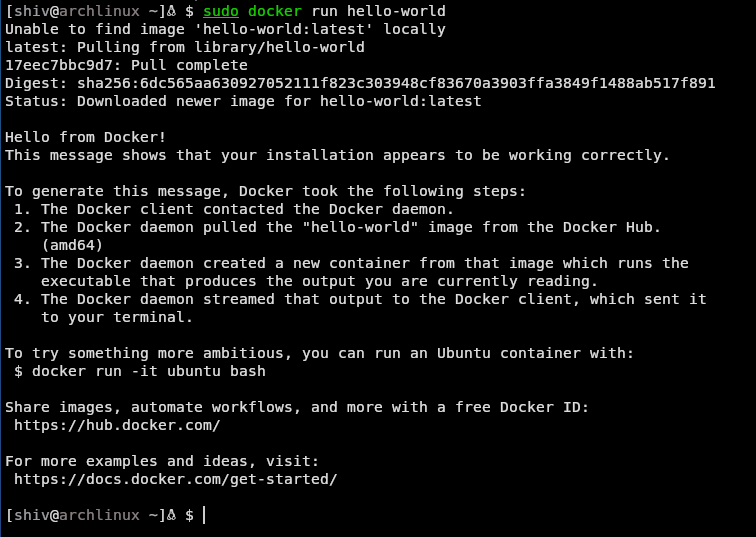 [shiv@archlinux ~]🐧 $ sudo docker run hello-world
Unable to find image 'hello-world:latest' locally
latest: Pulling from library/hello-world
17eec7bbc9d7: Pull complete
Digest: sha256:6dc565aa630927052111f823c303948cf83670a3903ffa3849f1488ab517f891
Status: Downloaded newer image for hello-world:latest

Hello from Docker!
This message shows that your installation appears to be working correctly.

To generate this message, Docker took the following steps:
 1. The Docker client contacted the Docker daemon.
 2. The Docker daemon pulled the "hello-world" image from the Docker Hub.
    (amd64)
 3. The Docker daemon created a new container from that image which runs the
    executable that produces the output you are currently reading.
 4. The Docker daemon streamed that output to the Docker client, which sent it
    to your terminal.

To try something more ambitious, you can run an Ubuntu container with:
 $ docker run -it ubuntu bash

Share images, automate workflows, and more with a free Docker ID:
 https://hub.docker.com/

For more examples and ideas, visit:
 https://docs.docker.com/get-started/

[shiv@archlinux ~]🐧 $